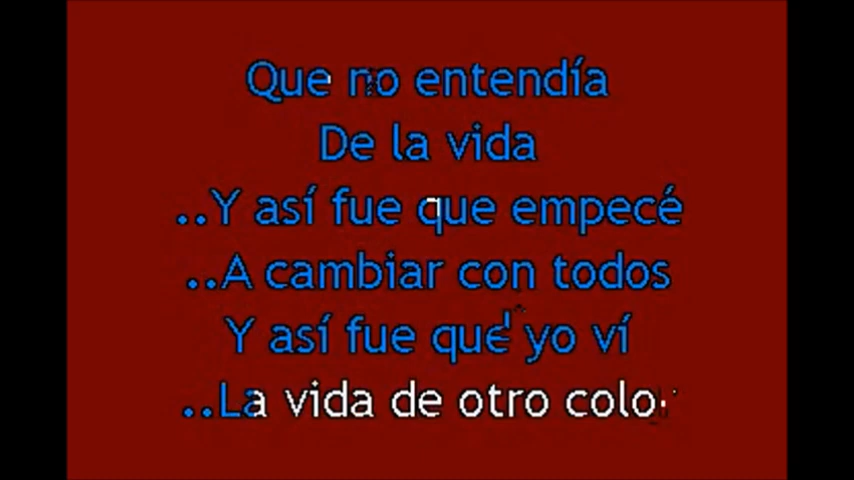 Que no entendía
De la vida
..Y así fue que empecé
..A cambiar con todos
Y así fue que yo ví
..La vida de otro colo